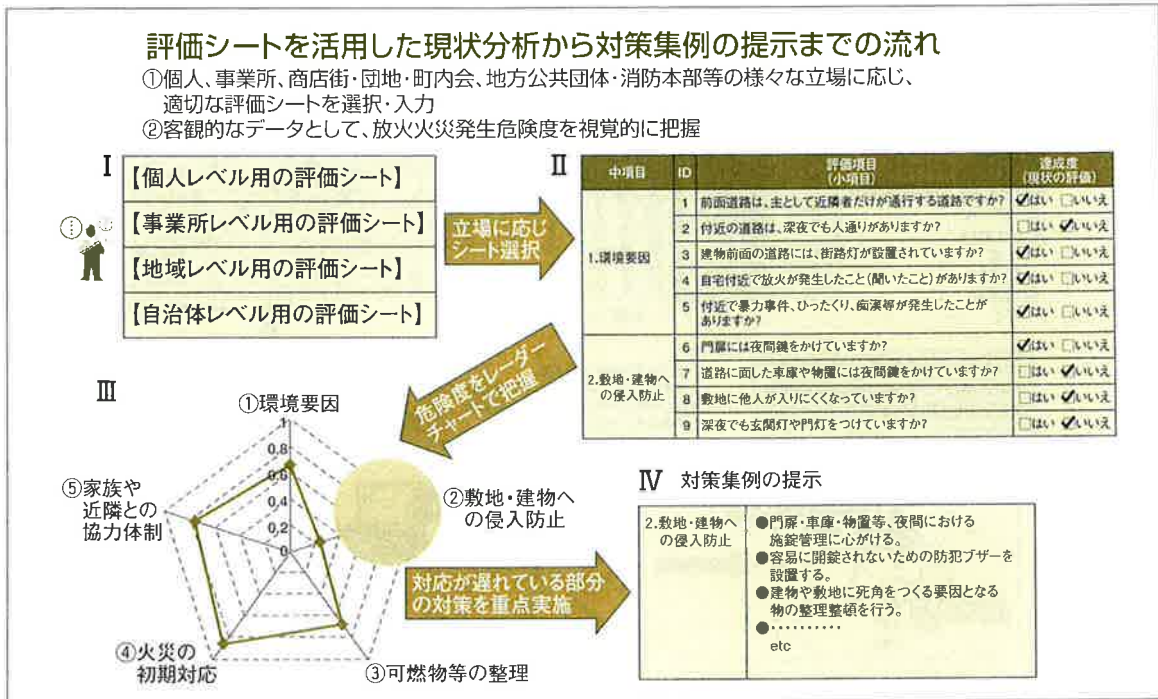 評価シートを活用した現状分析から対策集例の提示までの流れ
①個人、事業所、商店街・団地・町内会、地方公共団体・消防本部等の様々な立場に応じ、
適切な評価シートを選択・入力
②客観的なデータとして、放火火災発生危険度を視覚的に把握
Ⅰ
【個人レベル用の評価シート】
【事業所レベル用の評価シート】
【地域レベル用の評価シート】
【自治体レベル用の評価シート】
立場に応じ
シート選択
Ⅱ
中項目 ID 評価項目 (小項目) 達成度 (現状の評価)
1.環境要因
1 前面道路は、主として近隣者だけが通行する道路ですか? ✓はい □いいえ
2 付近の道路は、深夜でも人通りがありますか? □はい ✓いいえ
3 建物前面の道路には、街路灯が設置されていますか? ✓はい □いいえ
4 自宅付近で放火が発生したこと(聞いたこと)がありますか? ✓はい □いいえ
5 付近で暴力事件、ひったくり、痴漢等が発生したことが
ありますか? ✓はい □いいえ
2.敷地・建物へ
の侵入防止
6 門扉には夜間鍵をかけていますか? ✓はい □いいえ
7 道路に面した車庫や物置には夜間鍵をかけていますか? □はい ✓いいえ
8 敷地に他人が入りにくくなっていますか? □はい ✓いいえ
9 深夜でも玄関灯や門灯をつけていますか? □はい ✓いいえ
危険度をレーダー
チャートで把握
Ⅲ
①環境要因
1
0.8
0.6
0.4
0.2
0
②敷地・建物へ
の侵入防止
③可燃物等の整理
④火災の
初期対応
⑤家族や
近隣との
協力体制
対応が遅れている部分
の対策を重点実施
Ⅳ 対策集例の提示
2.敷地・建物へ
の侵入防止
●門扉・車庫・物置等、夜間における
施錠管理に心がける。
●容易に開錠されないための防犯ブザーを
設置する。
●建物や敷地に死角をつくる要因となる
物の整理整頓を行う。
●‥‥‥‥‥
etc